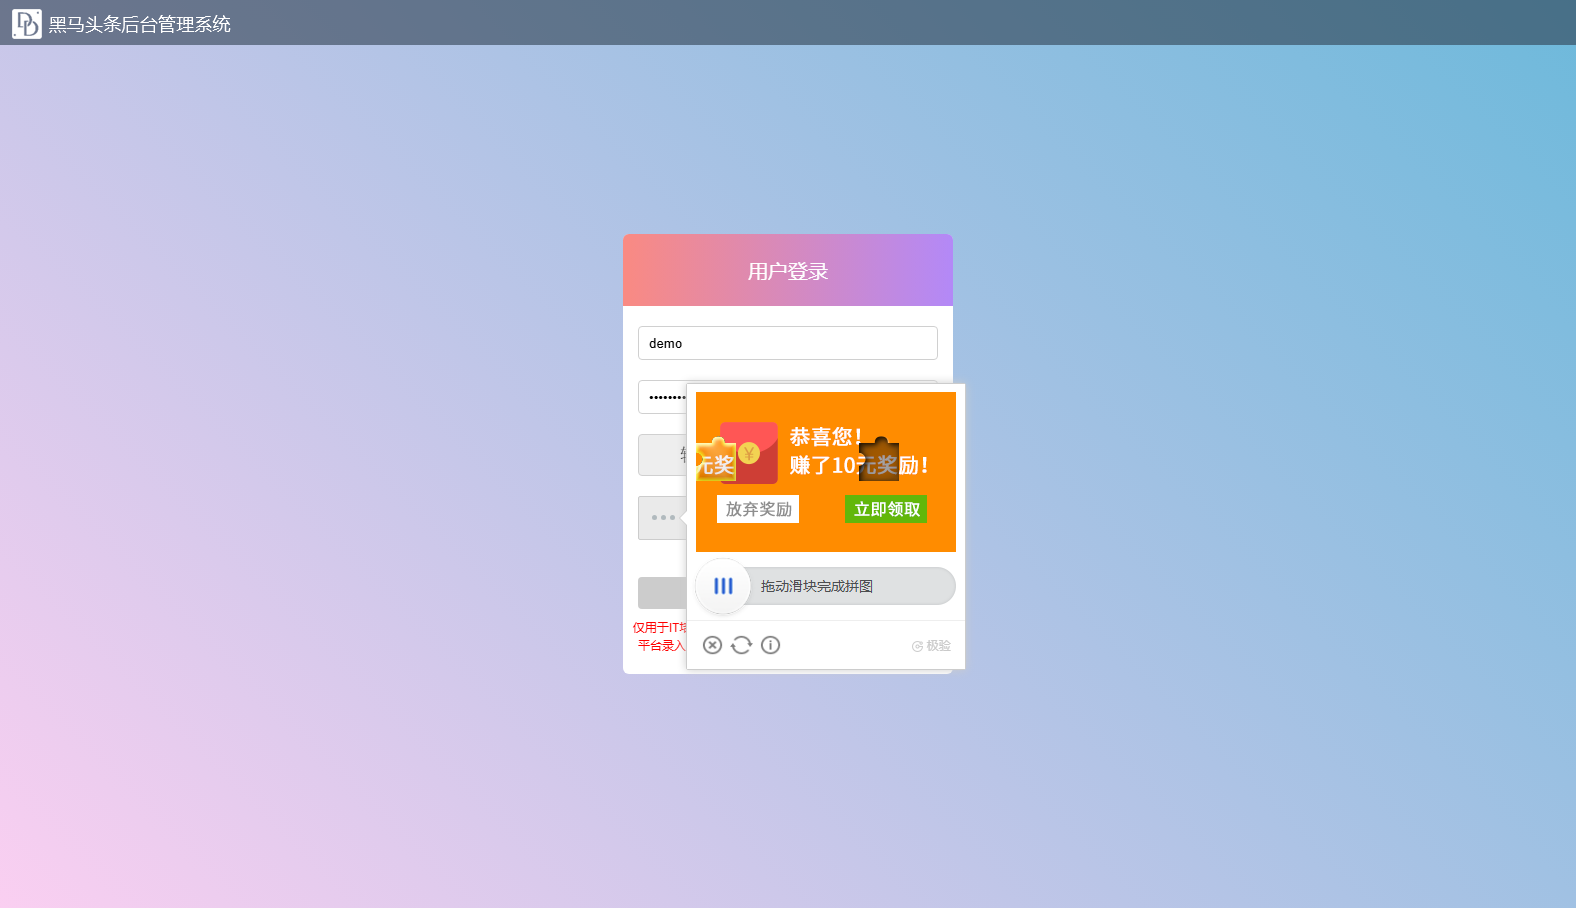 黑马头条后台管理系统
用户登录
demo
恭喜您！
赚了10元奖励！
元奖
放弃奖励
立即领取
拖动滑块完成拼图
仅用于IT
平台录入
极验